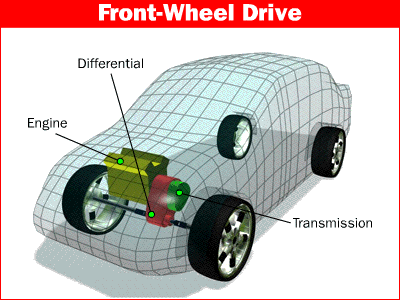 Front-Wheel Drive
Differential
Engine
Transmission